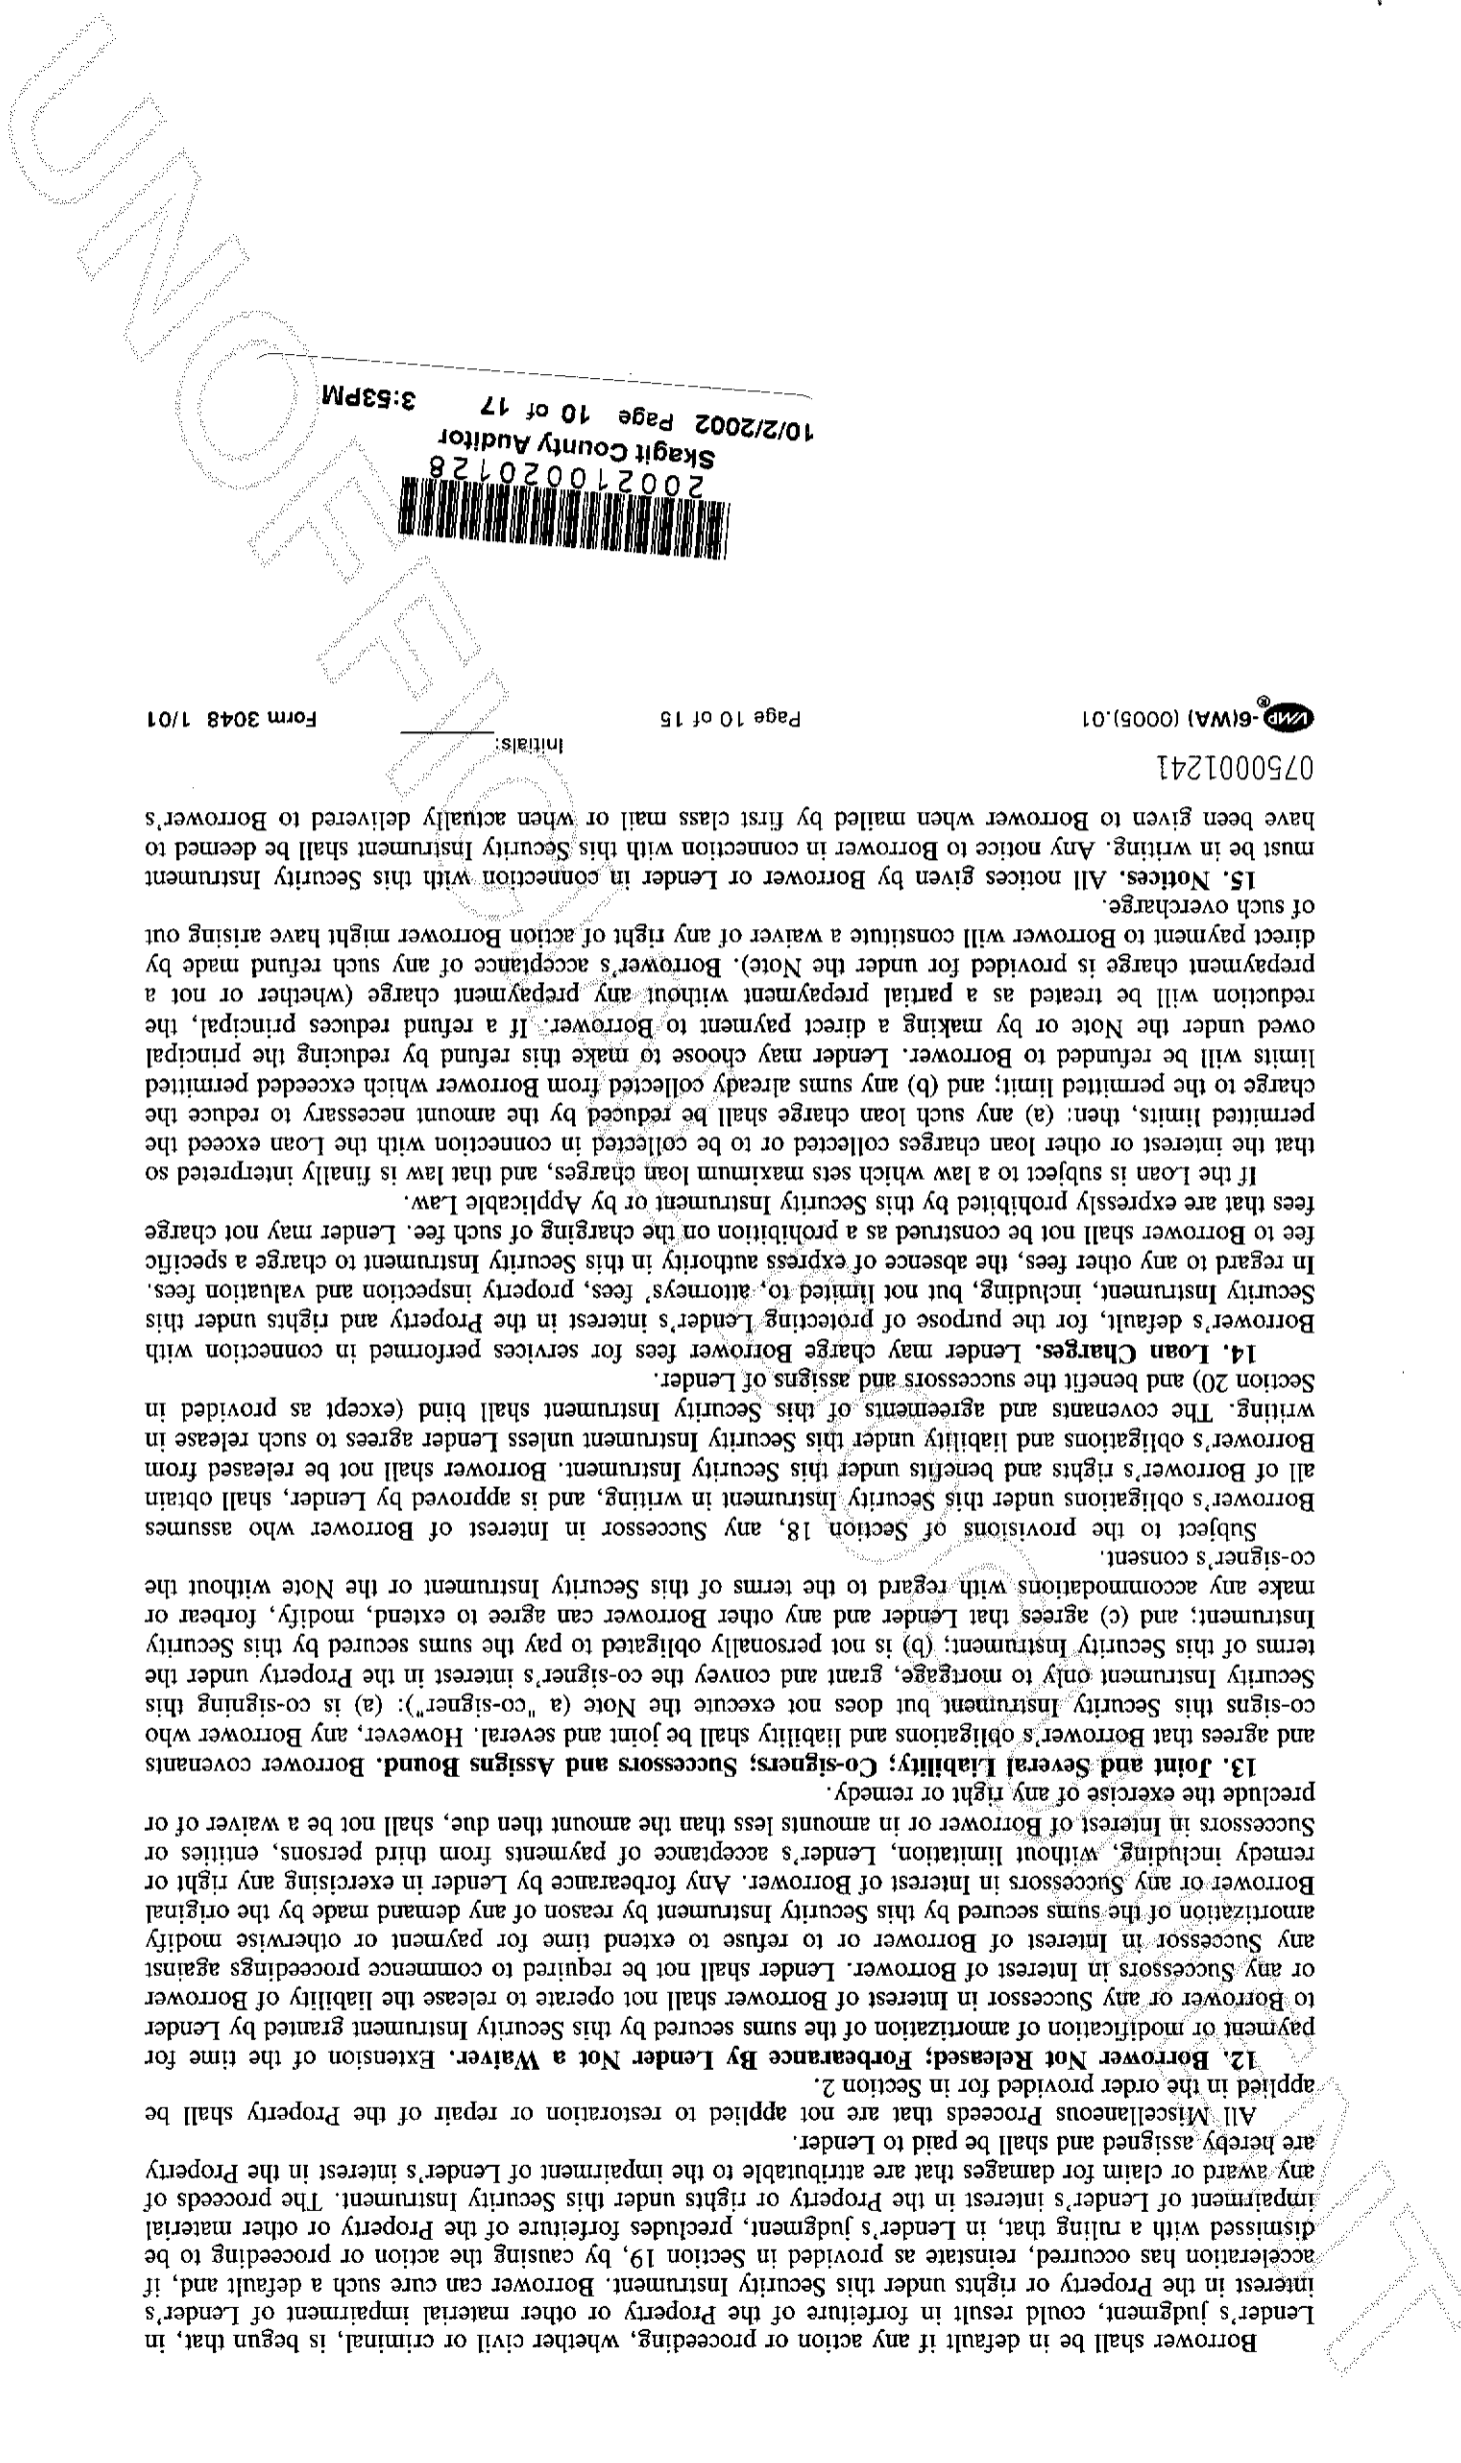 Borrower shall be in default if any action or proceeding, whether civil or criminal, is begun that, in
Lender's judgment, could result in forfeiture of the Property or other material impairment of Lender's
interest in the Property or rights under this Security Instrument. Borrower can cure such a default and, if
acceleration has occurred, reinstate as provided in Section 19, by causing the action or proceeding to be
dismissed with a ruling that, in Lender's judgment, precludes forfeiture of the Property or other material
impairment of Lender's interest in the Property or rights under this Security Instrument. The proceeds of
any award or claim for damages that are attributable to the impairment of Lender's interest in the Property
are hereby assigned and shall be paid to Lender.
All Miscellaneous Proceeds that are not applied to restoration or repair of the Property shall be
applied in the order provided for in Section 2.
12. Borrower Not Released; Forbearance By Lender Not a Waiver. Extension of the time for
payment or modification of amortization of the sums secured by this Security Instrument granted by Lender
to Borrower or any Successor in Interest of Borrower shall not operate to release the liability of Borrower
or any Successors in Interest of Borrower. Lender shall not be required to commence proceedings against
any Successor in Interest of Borrower or to refuse to extend time for payment or otherwise modify
amortization of the sums secured by this Security Instrument by reason of any demand made by the original
Borrower or any Successors in Interest of Borrower. Any forbearance by Lender in exercising any right or
remedy including, without limitation, Lender's acceptance of payments from third persons, entities or
Successors in Interest of Borrower or in amounts less than the amount then due, shall not be a waiver of or
preclude the exercise of any right or remedy.
13. Joint and Several Liability; Co-signers; Successors and Assigns Bound. Borrower covenants
and agrees that Borrower's obligations and liability shall be joint and several. However, any Borrower who
co-signs this Security Instrument but does not execute the Note (a "co-signer"): (a) is co-signing this
Security Instrument only to mortgage, grant and convey the co-signer's interest in the Property under the
terms of this Security Instrument; (b) is not personally obligated to pay the sums secured by this Security
Instrument; and (c) agrees that Lender and any other Borrower can agree to extend, modify, forbear or
make any accommodations with regard to the terms of this Security Instrument or the Note without the
co-signer's consent.
Subject to the provisions of Section 18, any Successor in Interest of Borrower who assumes
Borrower's obligations under this Security Instrument in writing, and is approved by Lender, shall obtain
all of Borrower's rights and benefits under this Security Instrument. Borrower shall not be released from
Borrower's obligations and liability under this Security Instrument unless Lender agrees to such release in
writing. The covenants and agreements of this Security Instrument shall bind (except as provided in
Section 20) and benefit the successors and assigns of Lender.
14. Loan Charges. Lender may charge Borrower fees for services performed in connection with
Borrower's default, for the purpose of protecting Lender's interest in the Property and rights under this
Security Instrument, including, but not limited to, attorneys' fees, property inspection and valuation fees.
In regard to any other fees, the absence of express authority in this Security Instrument to charge a specific
fee to Borrower shall not be construed as a prohibition on the charging of such fee. Lender may not charge
fees that are expressly prohibited by this Security Instrument or by Applicable Law.
If the Loan is subject to a law which sets maximum loan charges, and that law is finally interpreted so
that the interest or other loan charges collected or to be collected in connection with the Loan exceed the
permitted limits, then: (a) any such loan charge shall be reduced by the amount necessary to reduce the
charge to the permitted limit; and (b) any sums already collected from Borrower which exceeded permitted
limits will be refunded to Borrower. Lender may choose to make this refund by reducing the principal
owed under the Note or by making a direct payment to Borrower. If a refund reduces principal, the
reduction will be treated as a partial prepayment without any prepayment charge (whether or not a
prepayment charge is provided for under the Note). Borrower's acceptance of any such refund made by
direct payment to Borrower will constitute a waiver of any right of action Borrower might have arising out
of such overcharge.
15. Notices. All notices given by Borrower or Lender in connection with this Security Instrument
must be in writing. Any notice to Borrower in connection with this Security Instrument shall be deemed to
have been given to Borrower when mailed by first class mail or when actually delivered to Borrower's
0750001241
Initials:
VMP®-6(WA) (0005).01 Page 10 of 15 Form 3048 1/01
200210020128
Skagit County Auditor
10/2/2002 Page 10 of 17 3:53PM
UNOFFICIAL DOCUMENT